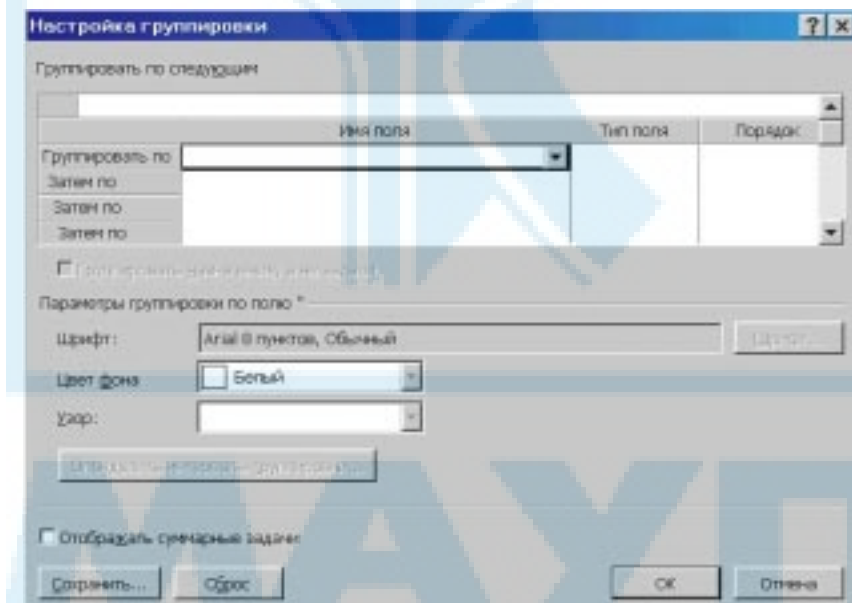 Настройка группировки
Группировать по следующим
Имя поля Тип поля Порядок
Группировать по
Затем по
Затем по
Затем по
Параметры группировки по полю *
Шрифт: Arial 8 пунктов, Обычный
Цвет фона Белый
Узор:
Отображать суммарные задачи
Сохранить... Сброс OK Отмена